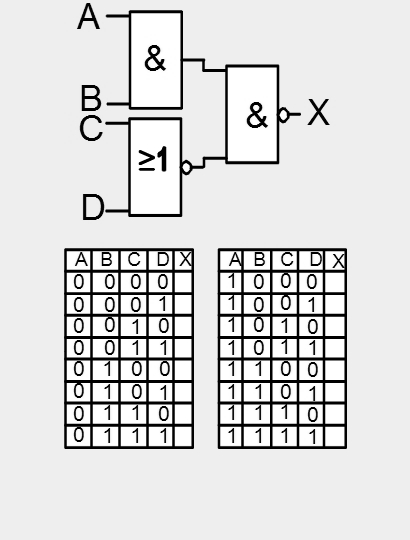 A
&
B
& X
C
≥1
D
A B C D X A B C D X
0 0 0 0 1 0 0 0
0 0 0 1 1 0 0 1
0 0 1 0 1 0 1 0
0 0 1 1 1 0 1 1
0 1 0 0 1 1 0 0
0 1 0 1 1 1 0 1
0 1 1 0 1 1 1 0
0 1 1 1 1 1 1 1